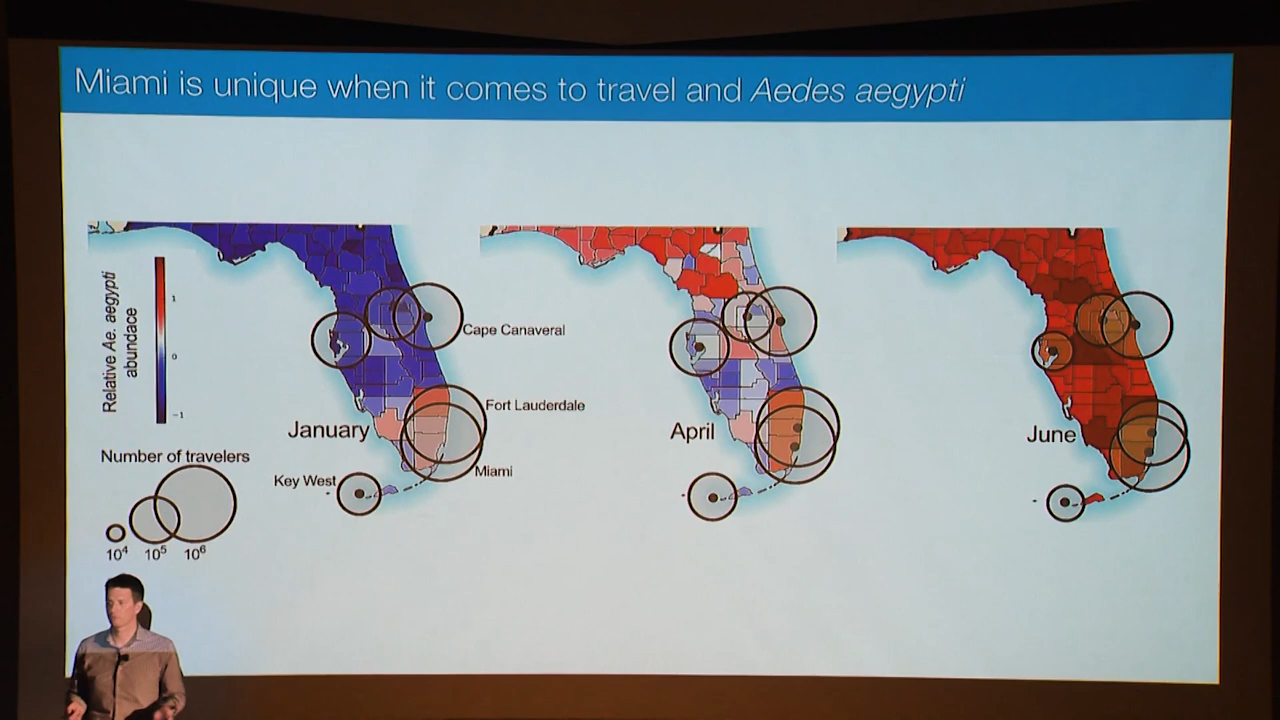 Miami is unique when it comes to travel and Aedes aegypti
Relative Ae. aegypti
abundace
1
0
−1
Number of travelers
10⁴ 10⁵ 10⁶
January
Cape Canaveral
Fort Lauderdale
Miami
Key West
April
June